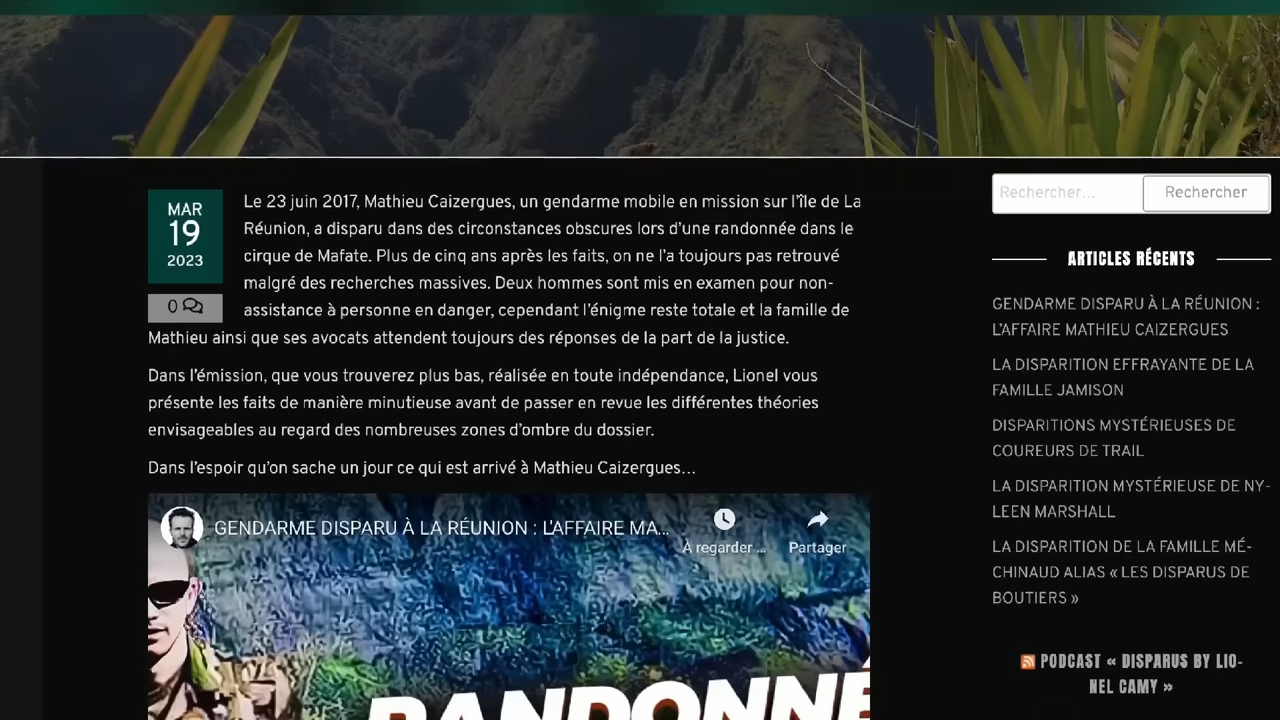 MAR
19
2023
0
Le 23 juin 2017, Mathieu Caizergues, un gendarme mobile en mission sur l'île de La
Réunion, a disparu dans des circonstances obscures lors d'une randonnée dans le
cirque de Mafate. Plus de cinq ans après les faits, on ne l'a toujours pas retrouvé
malgré des recherches massives. Deux hommes sont mis en examen pour non-
assistance à personne en danger, cependant l'énigme reste totale et la famille de
Mathieu ainsi que ses avocats attendent toujours des réponses de la part de la justice.
Dans l'émission, que vous trouverez plus bas, réalisée en toute indépendance, Lionel vous
présente les faits de manière minutieuse avant de passer en revue les différentes théories
envisageables au regard des nombreuses zones d'ombre du dossier.
Dans l'espoir qu'on sache un jour ce qui est arrivé à Mathieu Caizergues...
GENDARME DISPARU À LA RÉUNION : L'AFFAIRE MA...
À regarder ...
Partager
RANDONNÉ
Rechercher...
Rechercher
ARTICLES RÉCENTS
GENDARME DISPARU À LA RÉUNION :
L'AFFAIRE MATHIEU CAIZERGUES
LA DISPARITION EFFRAYANTE DE LA
FAMILLE JAMISON
DISPARITIONS MYSTÉRIEUSES DE
COUREURS DE TRAIL
LA DISPARITION MYSTÉRIEUSE DE NY-
LEEN MARSHALL
LA DISPARITION DE LA FAMILLE MÉ-
CHINAUD ALIAS « LES DISPARUS DE
BOUTIERS »
PODCAST « DISPARUS BY LIO-
NEL CAMY »